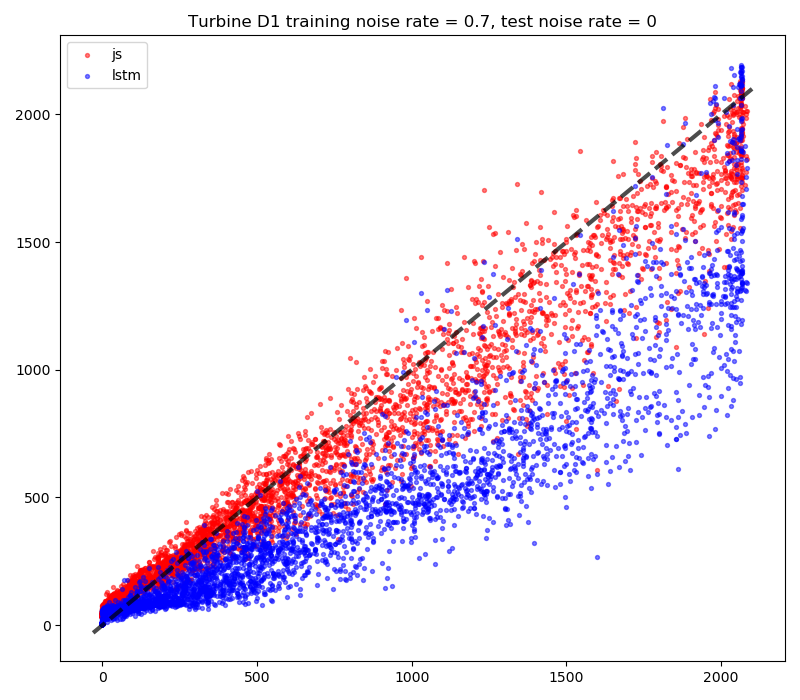 Turbine D1 training noise rate = 0.7, test noise rate = 0
js
lstm
2000
1500
1000
500
0
0 500 1000 1500 2000